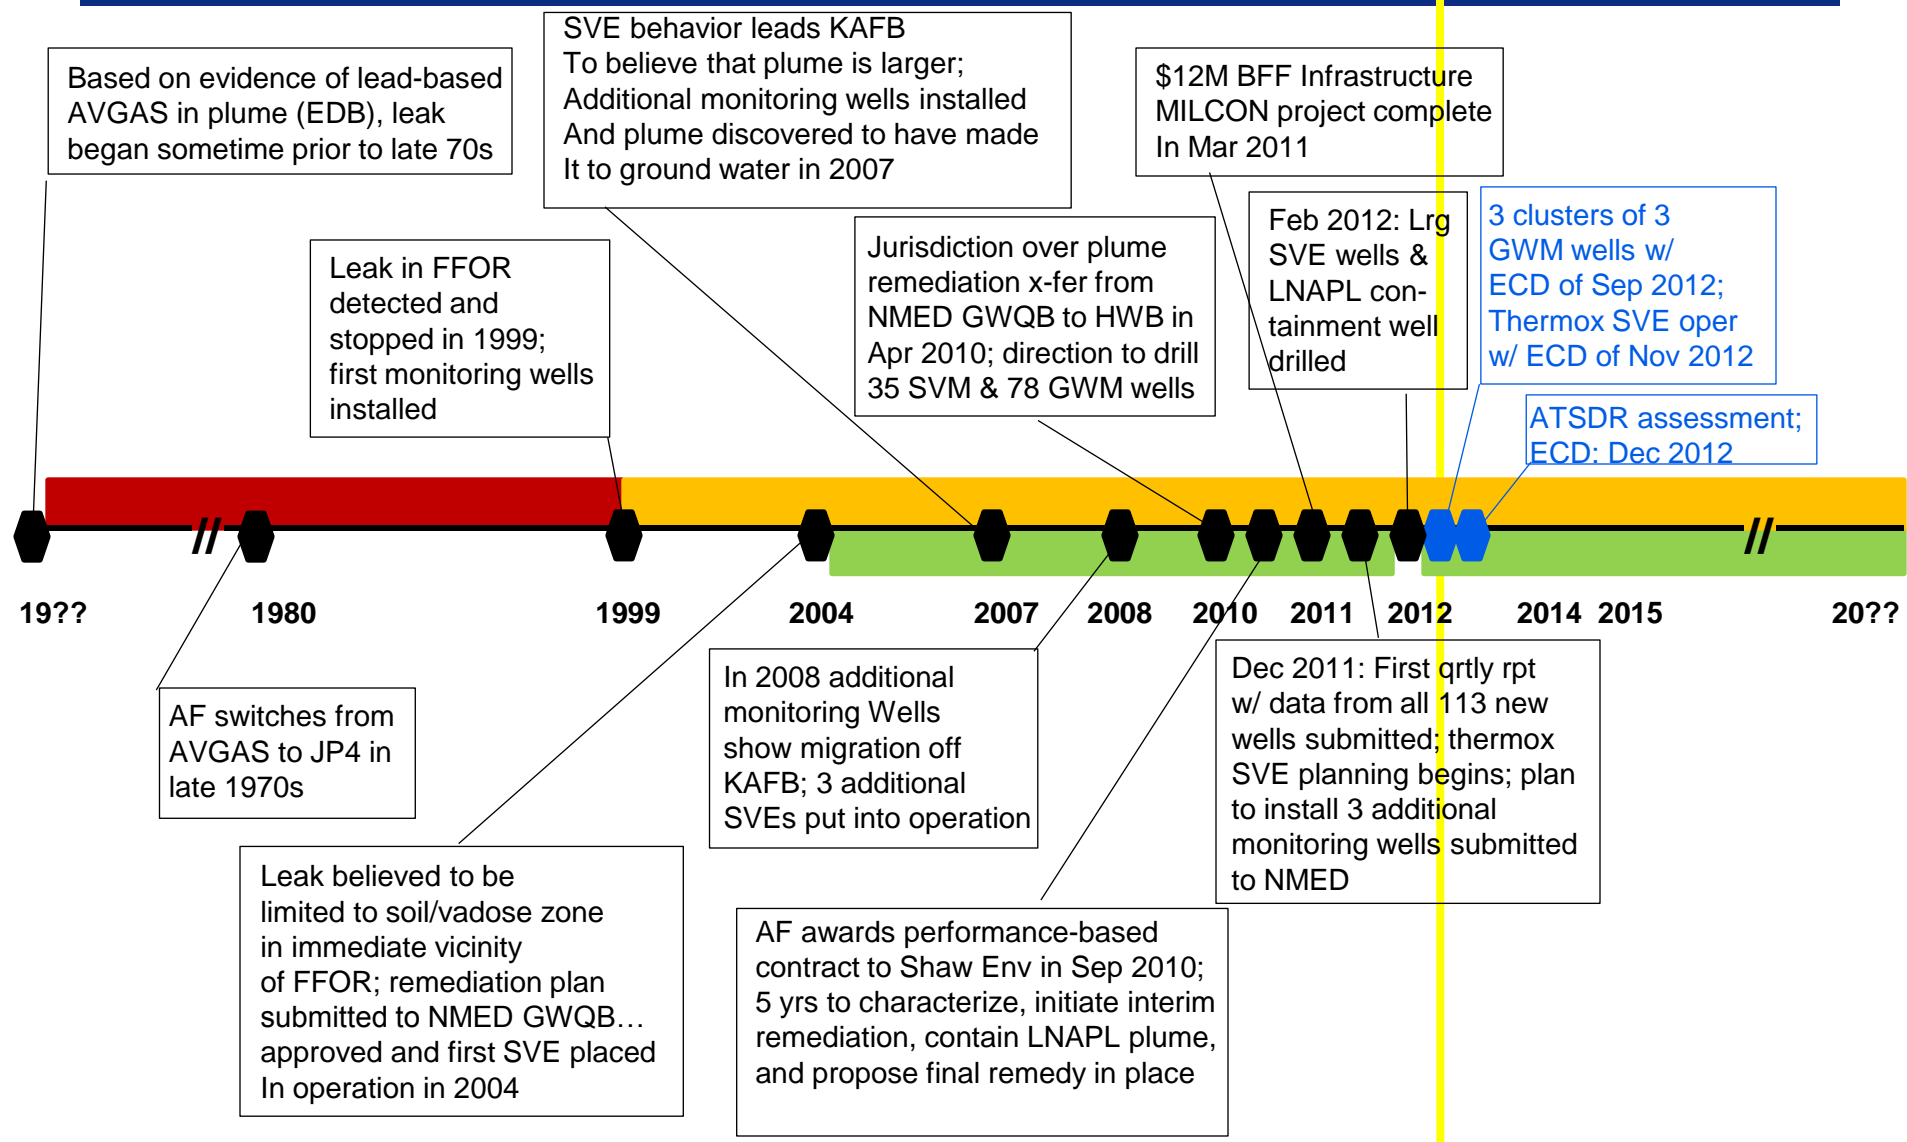 SVE behavior leads KAFB
To believe that plume is larger;
Additional monitoring wells installed
And plume discovered to have made
It to ground water in 2007
Based on evidence of lead-based
AVGAS in plume (EDB), leak
began sometime prior to late 70s
$12M BFF Infrastructure
MILCON project complete
In Mar 2011
Leak in FFOR
detected and
stopped in 1999;
first monitoring wells
installed
Jurisdiction over plume
remediation x-fer from
NMED GWQB to HWB in
Apr 2010; direction to drill
35 SVM & 78 GWM wells
Feb 2012: Lrg
SVE wells &
LNAPL con-
tainment well
drilled
3 clusters of 3
GWM wells w/
ECD of Sep 2012;
Thermox SVE oper
w/ ECD of Nov 2012
ATSDR assessment;
ECD: Dec 2012
// //
19?? 1980 1999 2004 2007 2008 2010 2011 2012 2014 2015 20??
AF switches from
AVGAS to JP4 in
late 1970s
Leak believed to be
limited to soil/vadose zone
in immediate vicinity
of FFOR; remediation plan
submitted to NMED GWQB…
approved and first SVE placed
In operation in 2004
In 2008 additional
monitoring Wells
show migration off
KAFB; 3 additional
SVEs put into operation
AF awards performance-based
contract to Shaw Env in Sep 2010;
5 yrs to characterize, initiate interim
remediation, contain LNAPL plume,
and propose final remedy in place
Dec 2011: First qrtly rpt
w/ data from all 113 new
wells submitted; thermox
SVE planning begins; plan
to install 3 additional
monitoring wells submitted
to NMED